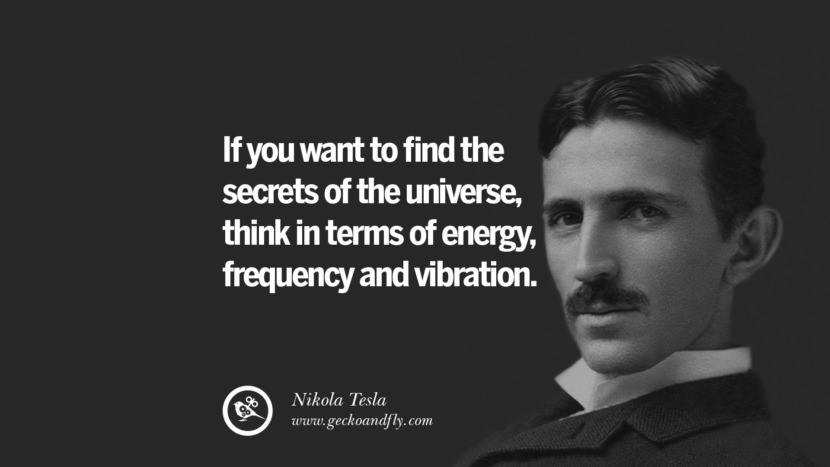 If you want to find the
secrets of the universe,
think in terms of energy,
frequency and vibration.
Nikola Tesla
www.geckoandfly.com